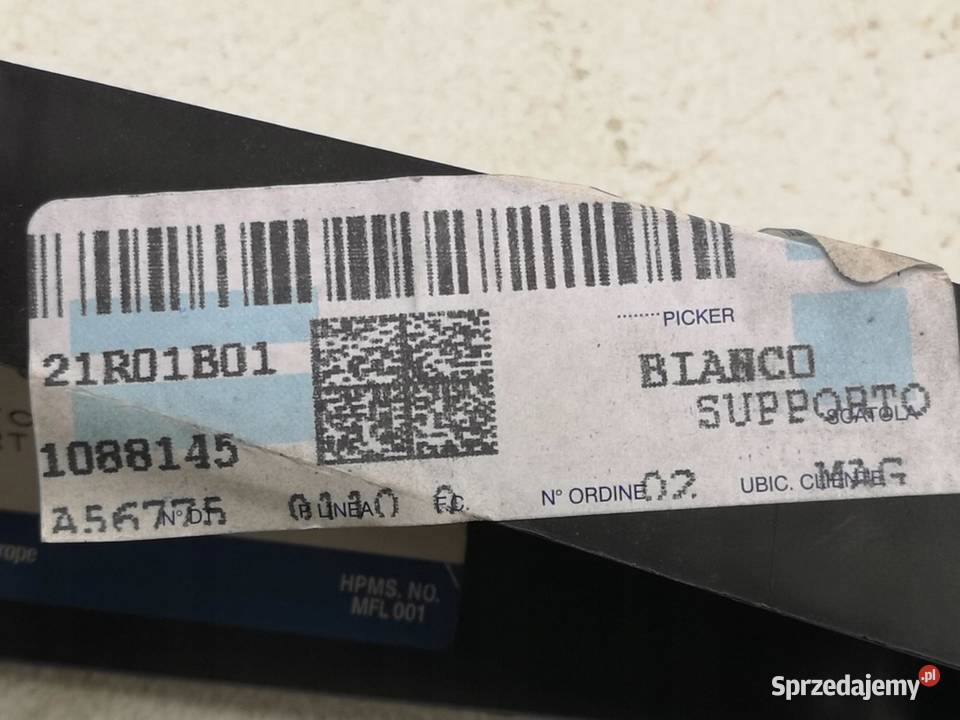 PICKER
21R01B01
BIANCO
SUPPORTO
SCATOLA
1088145
A56775 0110 0 02 MAG
N° D.I. R LINEA F.C. N° ORDINE UBIC. CLIENTE
rope
HPMS. NO.
MFL 001
Sprzedajemy.pl